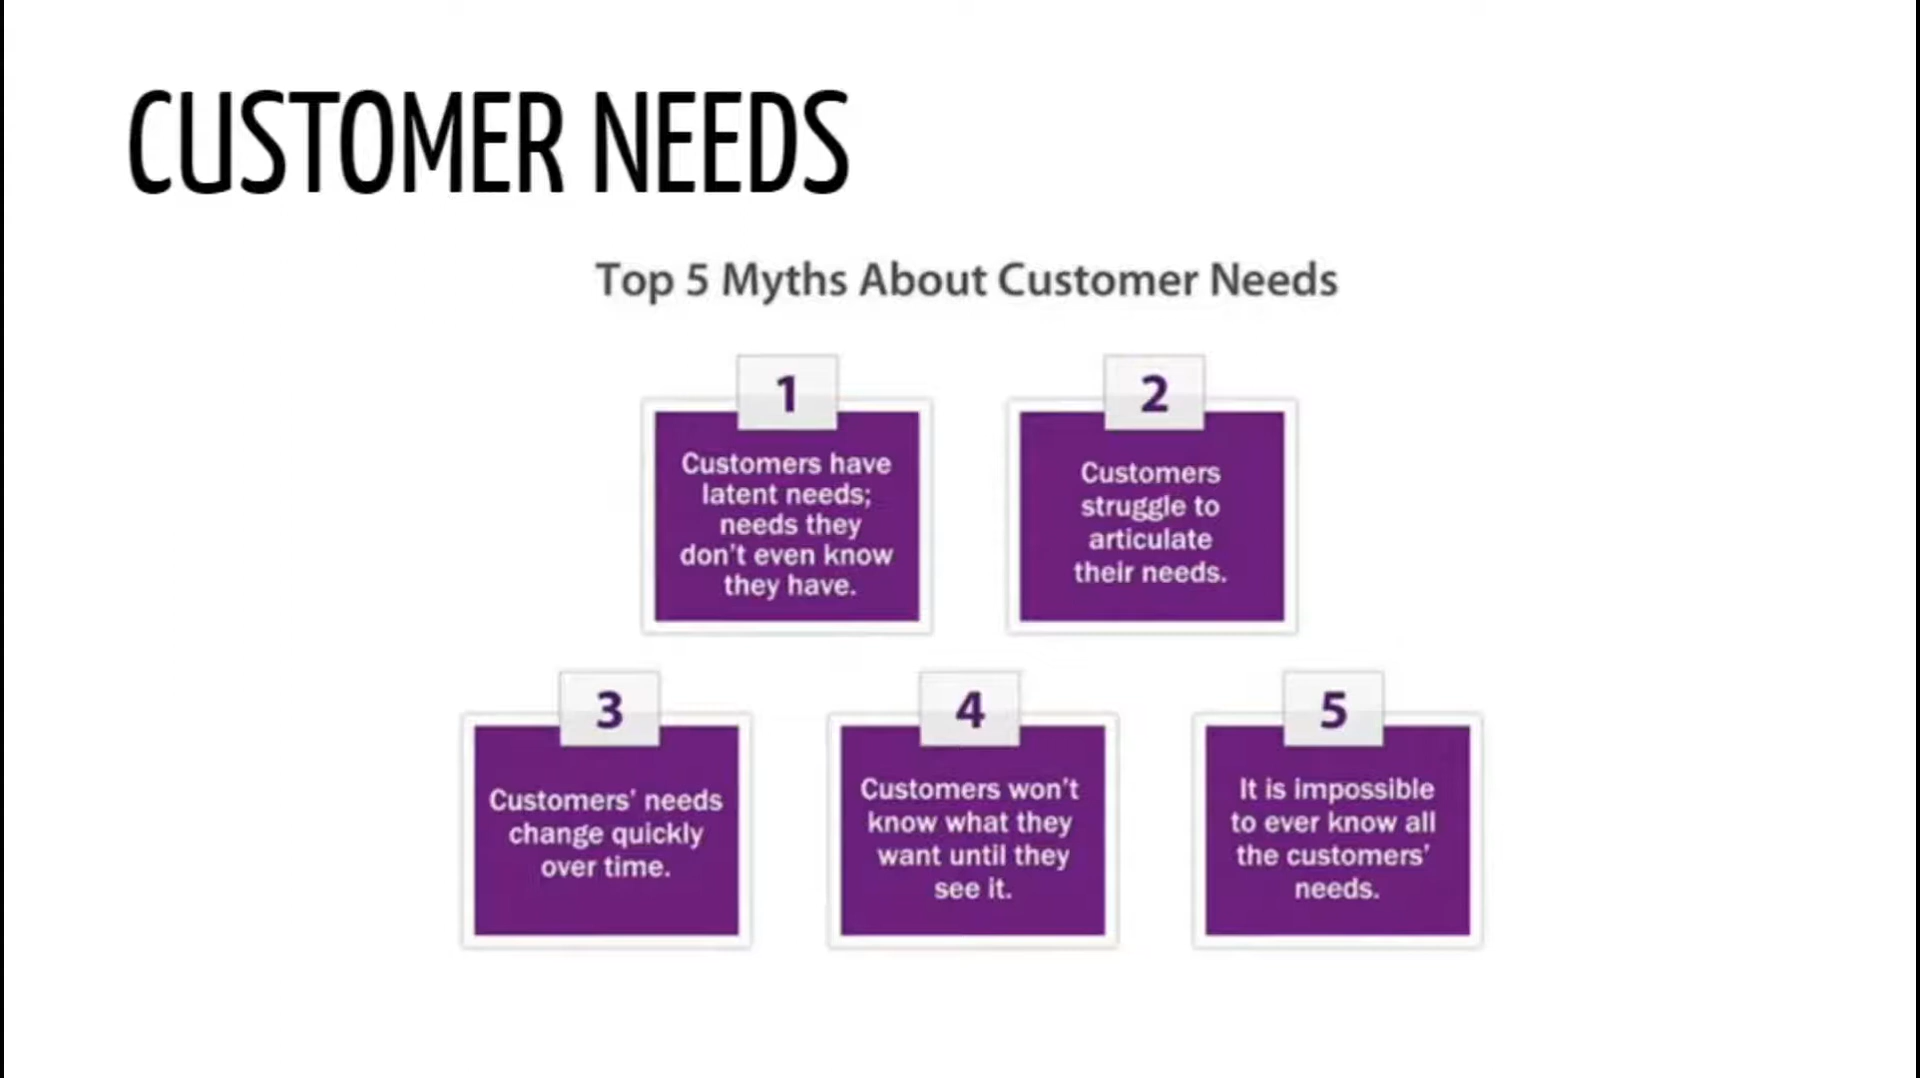 CUSTOMER NEEDS
Top 5 Myths About Customer Needs
1
Customers have
latent needs;
needs they
don't even know
they have.
2
Customers
struggle to
articulate
their needs.
3
Customers' needs
change quickly
over time.
4
Customers won't
know what they
want until they
see it.
5
It is impossible
to ever know all
the customers'
needs.